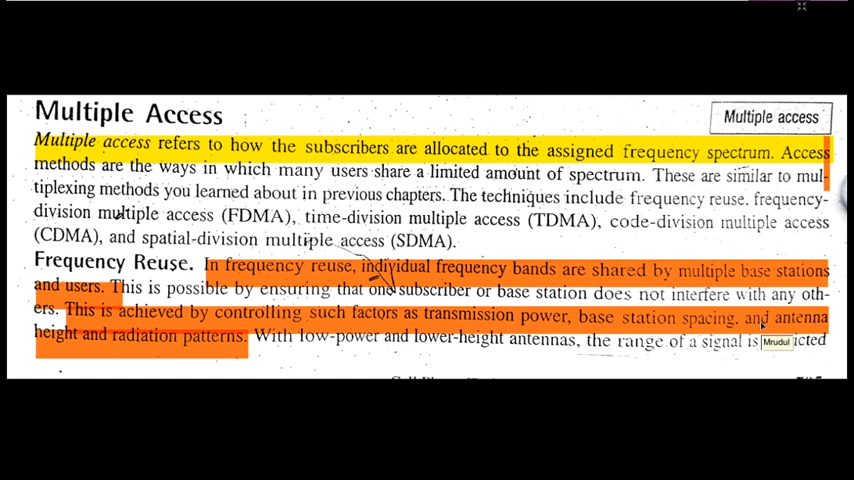 Multiple Access
Multiple access
Multiple access refers to how the subscribers are allocated to the assigned frequency spectrum. Access
methods are the ways in which many users share a limited amount of spectrum. These are similar to mul-
tiplexing methods you learned about in previous chapters. The techniques include frequency reuse. frequency-
division multiple access (FDMA), time-division multiple access (TDMA), code-division multiple access
(CDMA), and spatial-division multiple access (SDMA).
Frequency Reuse. In frequency reuse, individual frequency bands are shared by multiple base stations
and users. This is possible by ensuring that one subscriber or base station does not interfere with any oth-
ers. This is achieved by controlling such factors as transmission power, base station spacing, and antenna
height and radiation patterns. With low-power and lower-height antennas, the range of a signal is
Mrudul